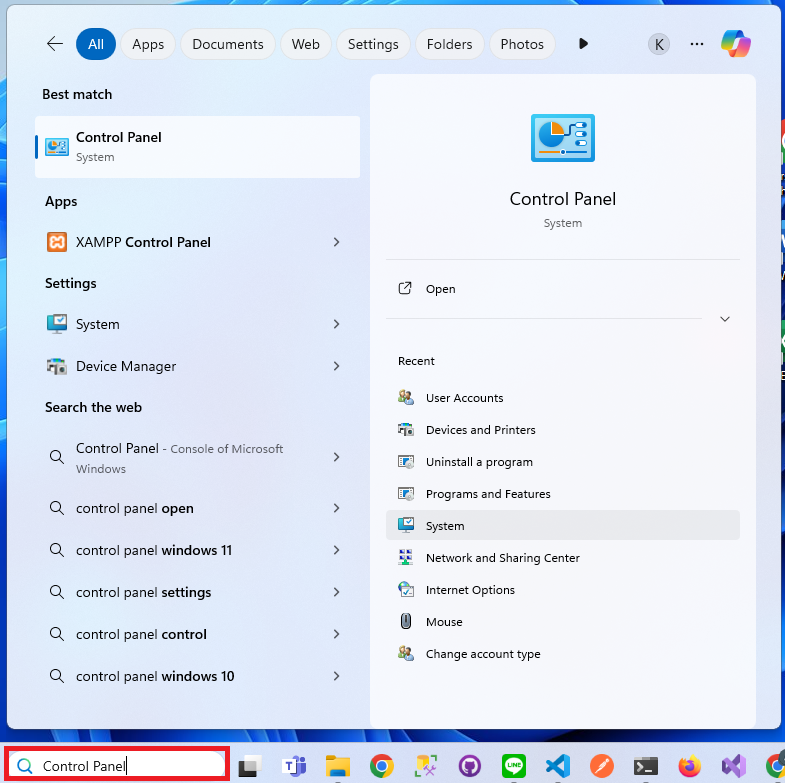 All Apps Documents Web Settings Folders Photos K
Best match
Control Panel
System
Apps
XAMPP Control Panel
Settings
System
Device Manager
Search the web
Control Panel - Console of Microsoft
Windows
control panel open
control panel windows 11
control panel settings
control panel control
control panel windows 10
Control Panel
System
Open
Recent
User Accounts
Devices and Printers
Uninstall a program
Programs and Features
System
Network and Sharing Center
Internet Options
Mouse
Change account type
Control Panel
LINE